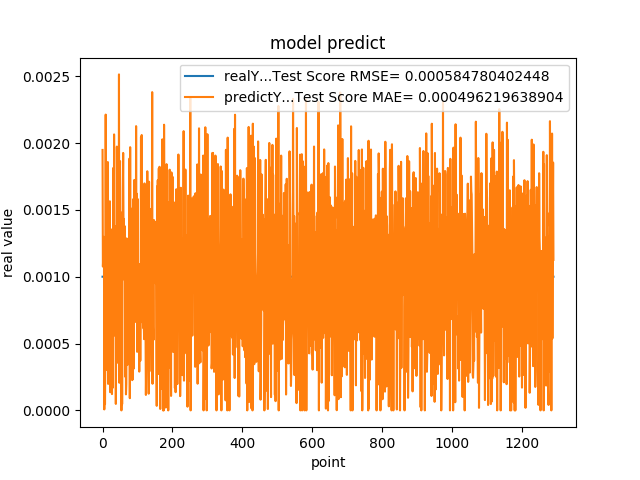 model predict
realY...Test Score RMSE= 0.000584780402448
predictY...Test Score MAE= 0.000496219638904
0.0025
0.0020
0.0015
0.0010
0.0005
0.0000
real value
0 200 400 600 800 1000 1200
point